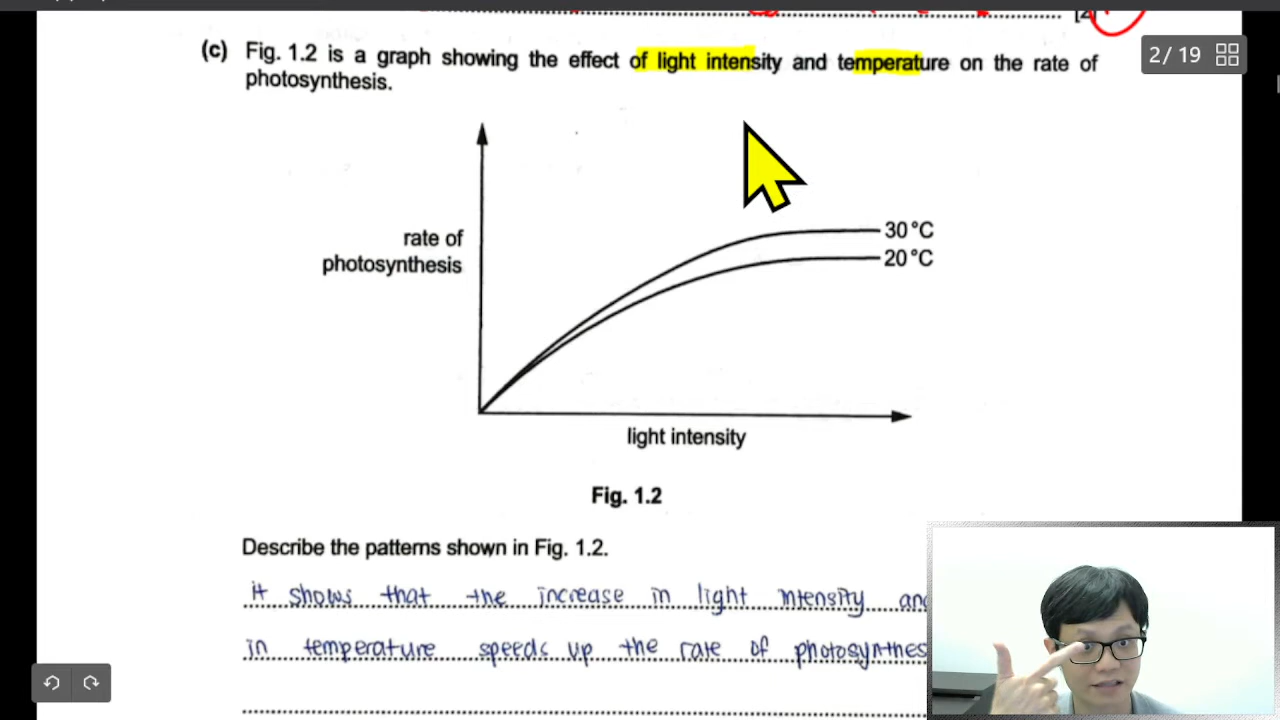 [2]
(c) Fig. 1.2 is a graph showing the effect of light intensity and temperature on the rate of
2 / 19
photosynthesis.
rate of
photosynthesis
30 °C
20 °C
light intensity
Fig. 1.2
Describe the patterns shown in Fig. 1.2.
it shows that the increase in light intensity an
in temperature speeds up the rate of photosynthes